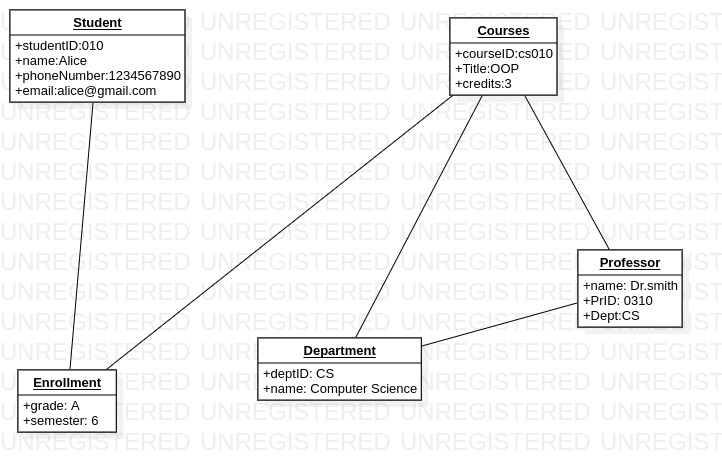 Student
+studentID:010
+name:Alice
+phoneNumber:1234567890
+email:alice@gmail.com
Courses
+courseID:cs010
+Title:OOP
+credits:3
Professor
+name: Dr.smith
+PrID: 0310
+Dept:CS
Department
+deptID: CS
+name: Computer Science
Enrollment
+grade: A
+semester: 6
UNREGISTERED UNREGISTERED UNREGISTERED UNREGISTERED